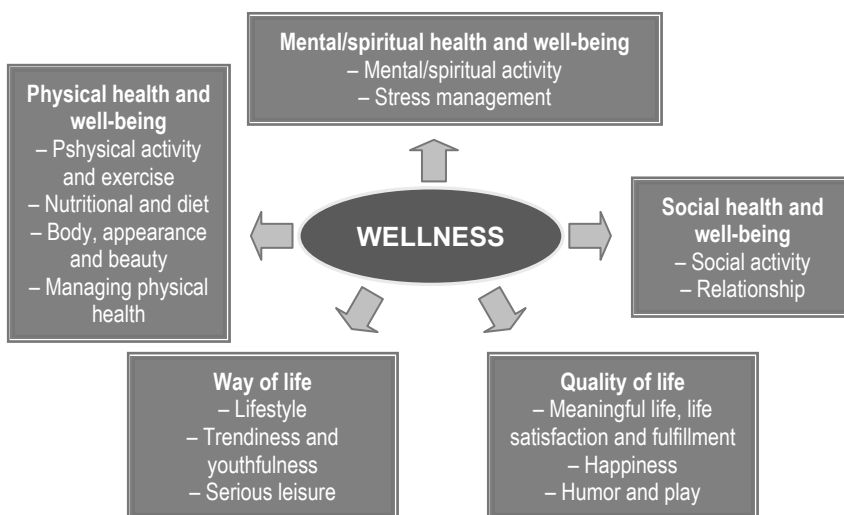 Mental/spiritual health and well-being
– Mental/spiritual activity
– Stress management
Physical health and
well-being
– Pshysical activity
and exercise
– Nutritional and diet
– Body, appearance
and beauty
– Managing physical
health
WELLNESS
Social health and
well-being
– Social activity
– Relationship
Way of life
– Lifestyle
– Trendiness and
youthfulness
– Serious leisure
Quality of life
– Meaningful life, life
satisfaction and fulfillment
– Happiness
– Humor and play